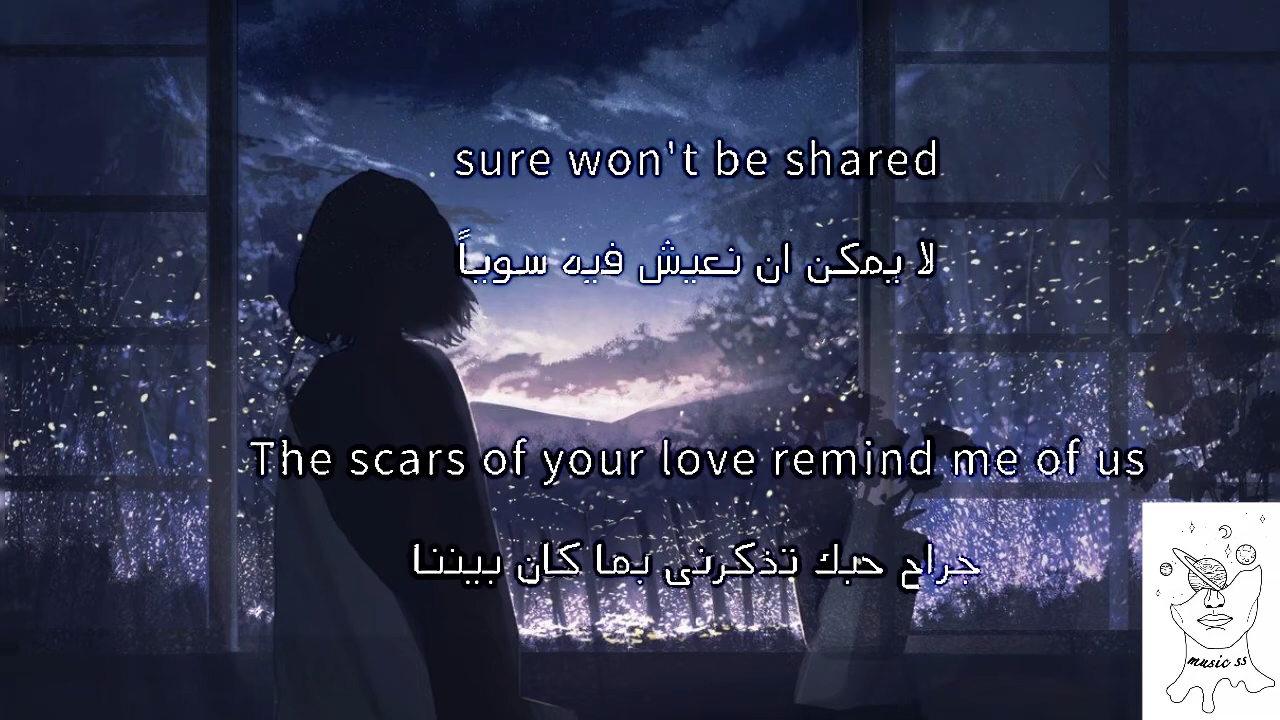 sure won't be shared
لا يمكن ان نعيش فيه سوياً
The scars of your love remind me of us
جراح حبك تذكرني بما كان بيننا
music ss